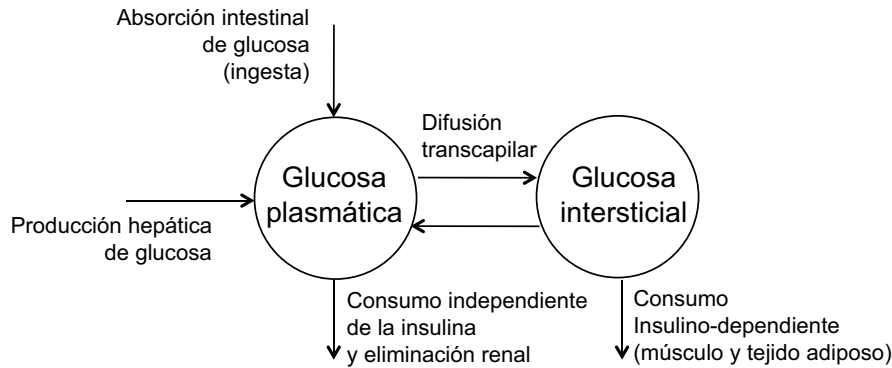 Absorción intestinal
de glucosa
(ingesta)
Difusión
transcapilar
Glucosa
plasmática
Glucosa
intersticial
Producción hepática
de glucosa
Consumo independiente
de la insulina
y eliminación renal
Consumo
Insulino-dependiente
(músculo y tejido adiposo)